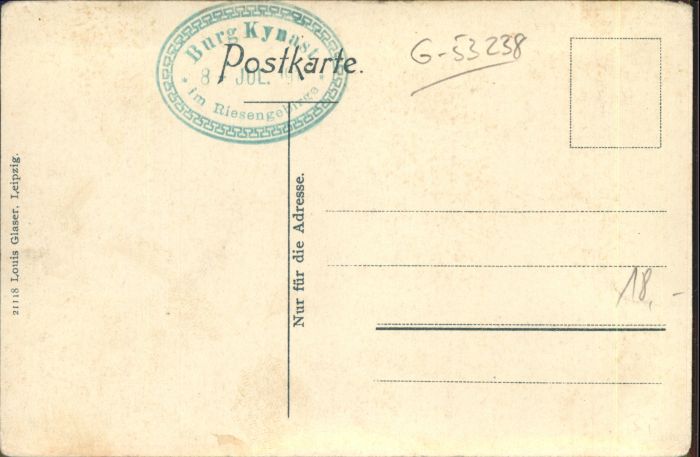 Burg Kynast
8 JUL.
im Riesengebirge
Postkarte.
G-53238
Nur für die Adresse.
21118 Louis Glaser, Leipzig.
18,-